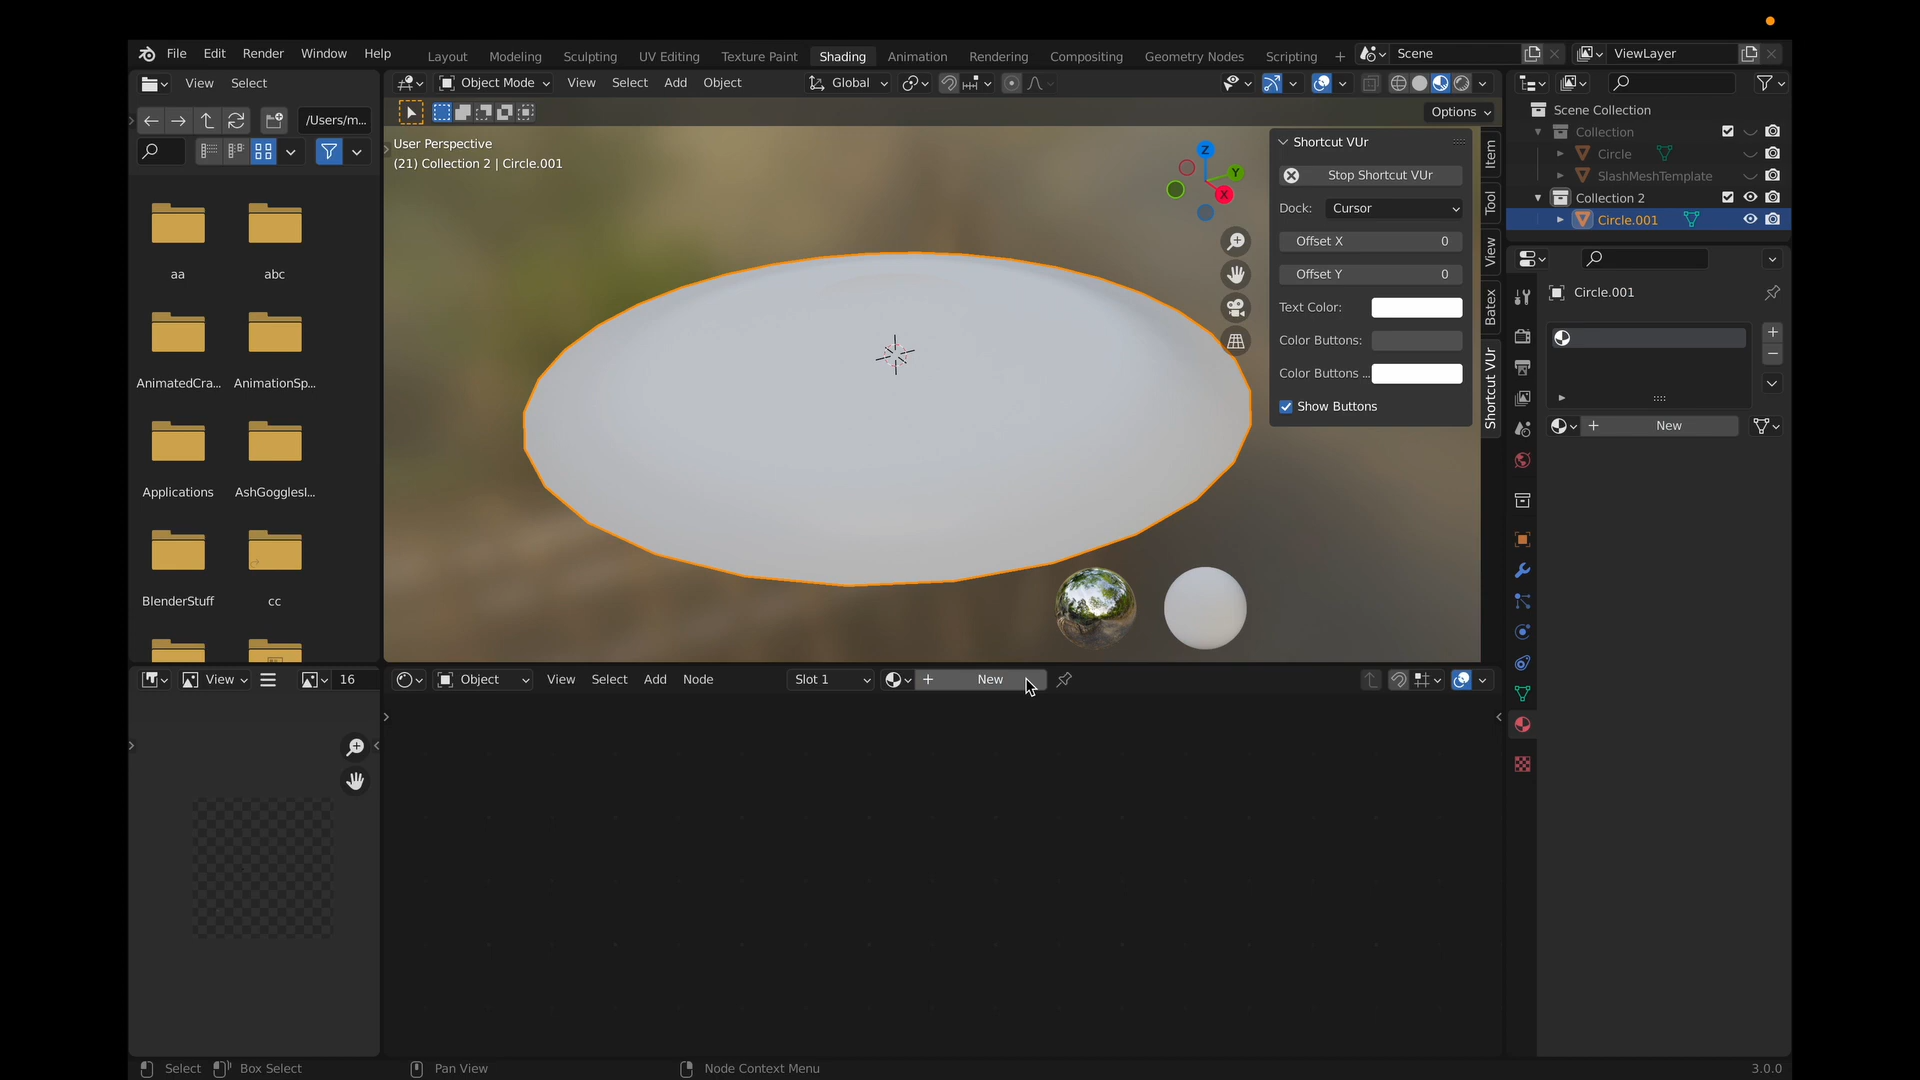 File Edit Render Window Help Layout Modeling Sculpting UV Editing Texture Paint Shading Animation Rendering Compositing Geometry Nodes Scripting + Scene ViewLayer
View Select Object Mode View Select Add Object Global
/Users/m... Options
User Perspective
(21) Collection 2 | Circle.001
Z
Y
X
aa abc
AnimatedCra... AnimationSp...
Applications AshGogglesI...
BlenderStuff cc
Shortcut VUr
Stop Shortcut VUr
Dock: Cursor
Offset X 0
Offset Y 0
Text Color:
Color Buttons:
Color Buttons ...
Show Buttons
Item
Tool
View
Batex
Shortcut VUr
Scene Collection
Collection
Circle
SlashMeshTemplate
Collection 2
Circle.001
Circle.001
+ New
View 16
Object View Select Add Node Slot 1 + New
Select Box Select Pan View Node Context Menu 3.0.0